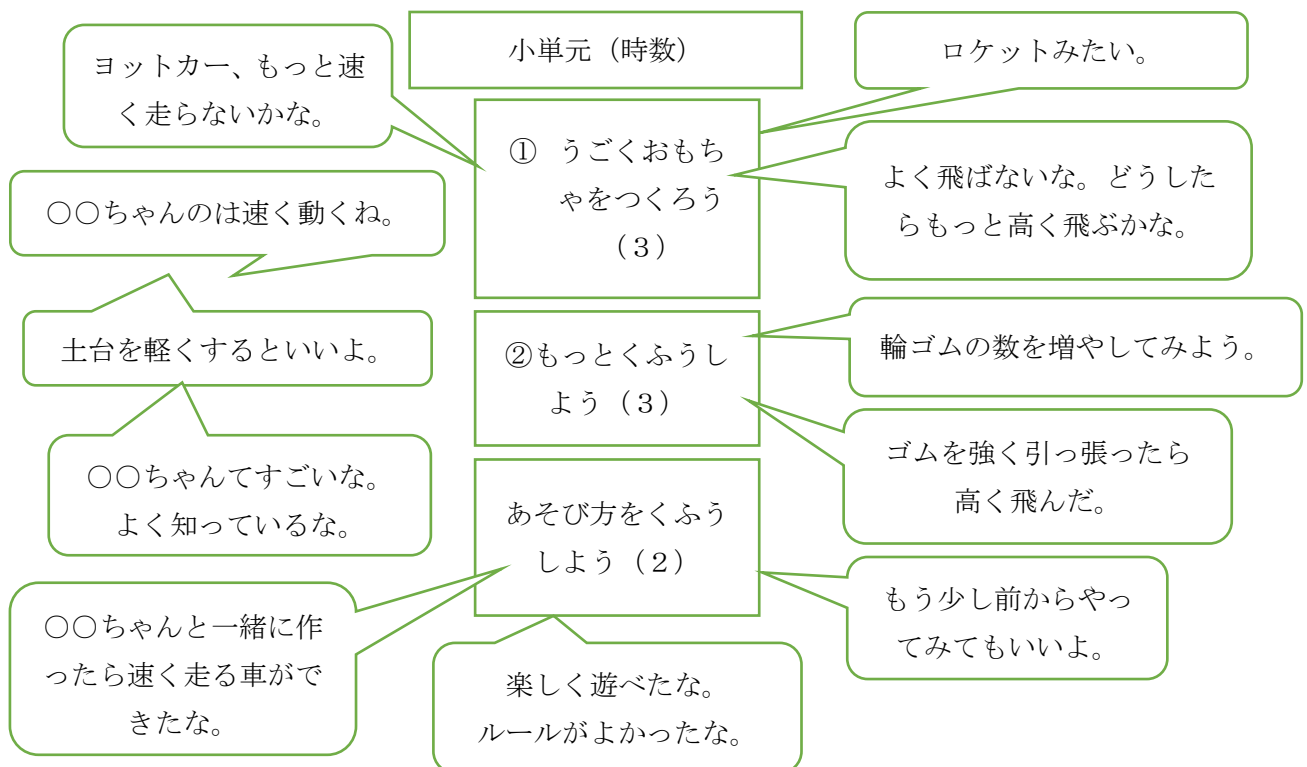 小単元（時数）
ヨットカー、もっと速
く走らないかな。
ロケットみたい。
① うごくおもち
ゃをつくろう
（３）
よく飛ばないな。どうした
らもっと高く飛ぶかな。
〇〇ちゃんのは速く動くね。
土台を軽くするといいよ。
②もっとくふうし
よう（３）
輪ゴムの数を増やしてみよう。
〇〇ちゃんてすごいな。
よく知っているな。
ゴムを強く引っ張ったら
高く飛んだ。
あそび方をくふう
しよう（２）
〇〇ちゃんと一緒に作
ったら速く走る車がで
きたな。
もう少し前からやっ
てみてもいいよ。
楽しく遊べたな。
ルールがよかったな。